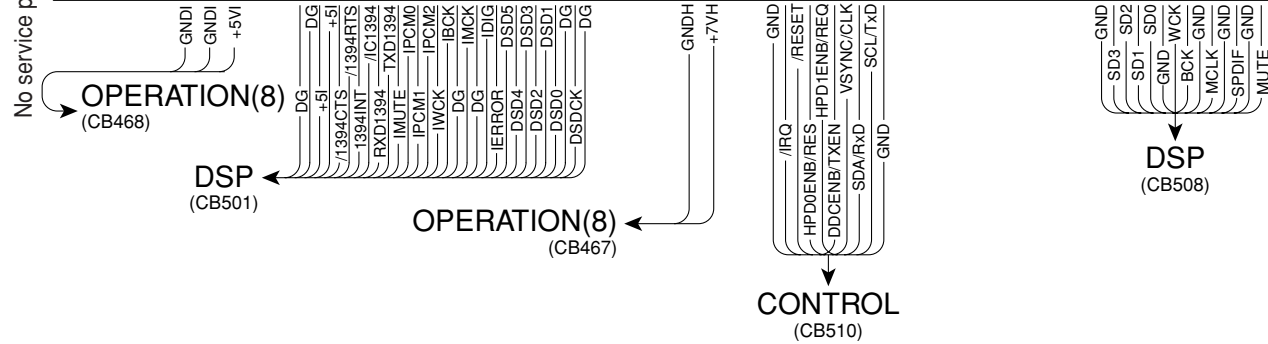 No service p
GNDI
GNDI
+5VI
OPERATION(8)
(CB468)
DG
DG
+5I
+5I
/1394CTS
/1394RTS
1394INT
/IC1394
RXD1394
TXD1394
IMUTE
IPCM0
IPCM1
IPCM2
IWCK
IBCK
DG
IMCK
DG
IDIG
IERROR
DSD5
DSD4
DSD3
DSD2
DSD1
DSD0
DG
DSDCK
DG
DSP
(CB501)
GNDH
+7VH
OPERATION(8)
(CB467)
GND
/IRQ
/RESET
HPD0ENB/RES
HPD1ENB/REQ
DDCENB/TXEN
VSYNC/CLK
SDA/RxD
SCL/TxD
GND
CONTROL
(CB510)
GND
SD3
SD2
SD1
SD0
GND
WCK
BCK
GND
MCLK
GND
SPDIF
GND
MUTE
DSP
(CB508)